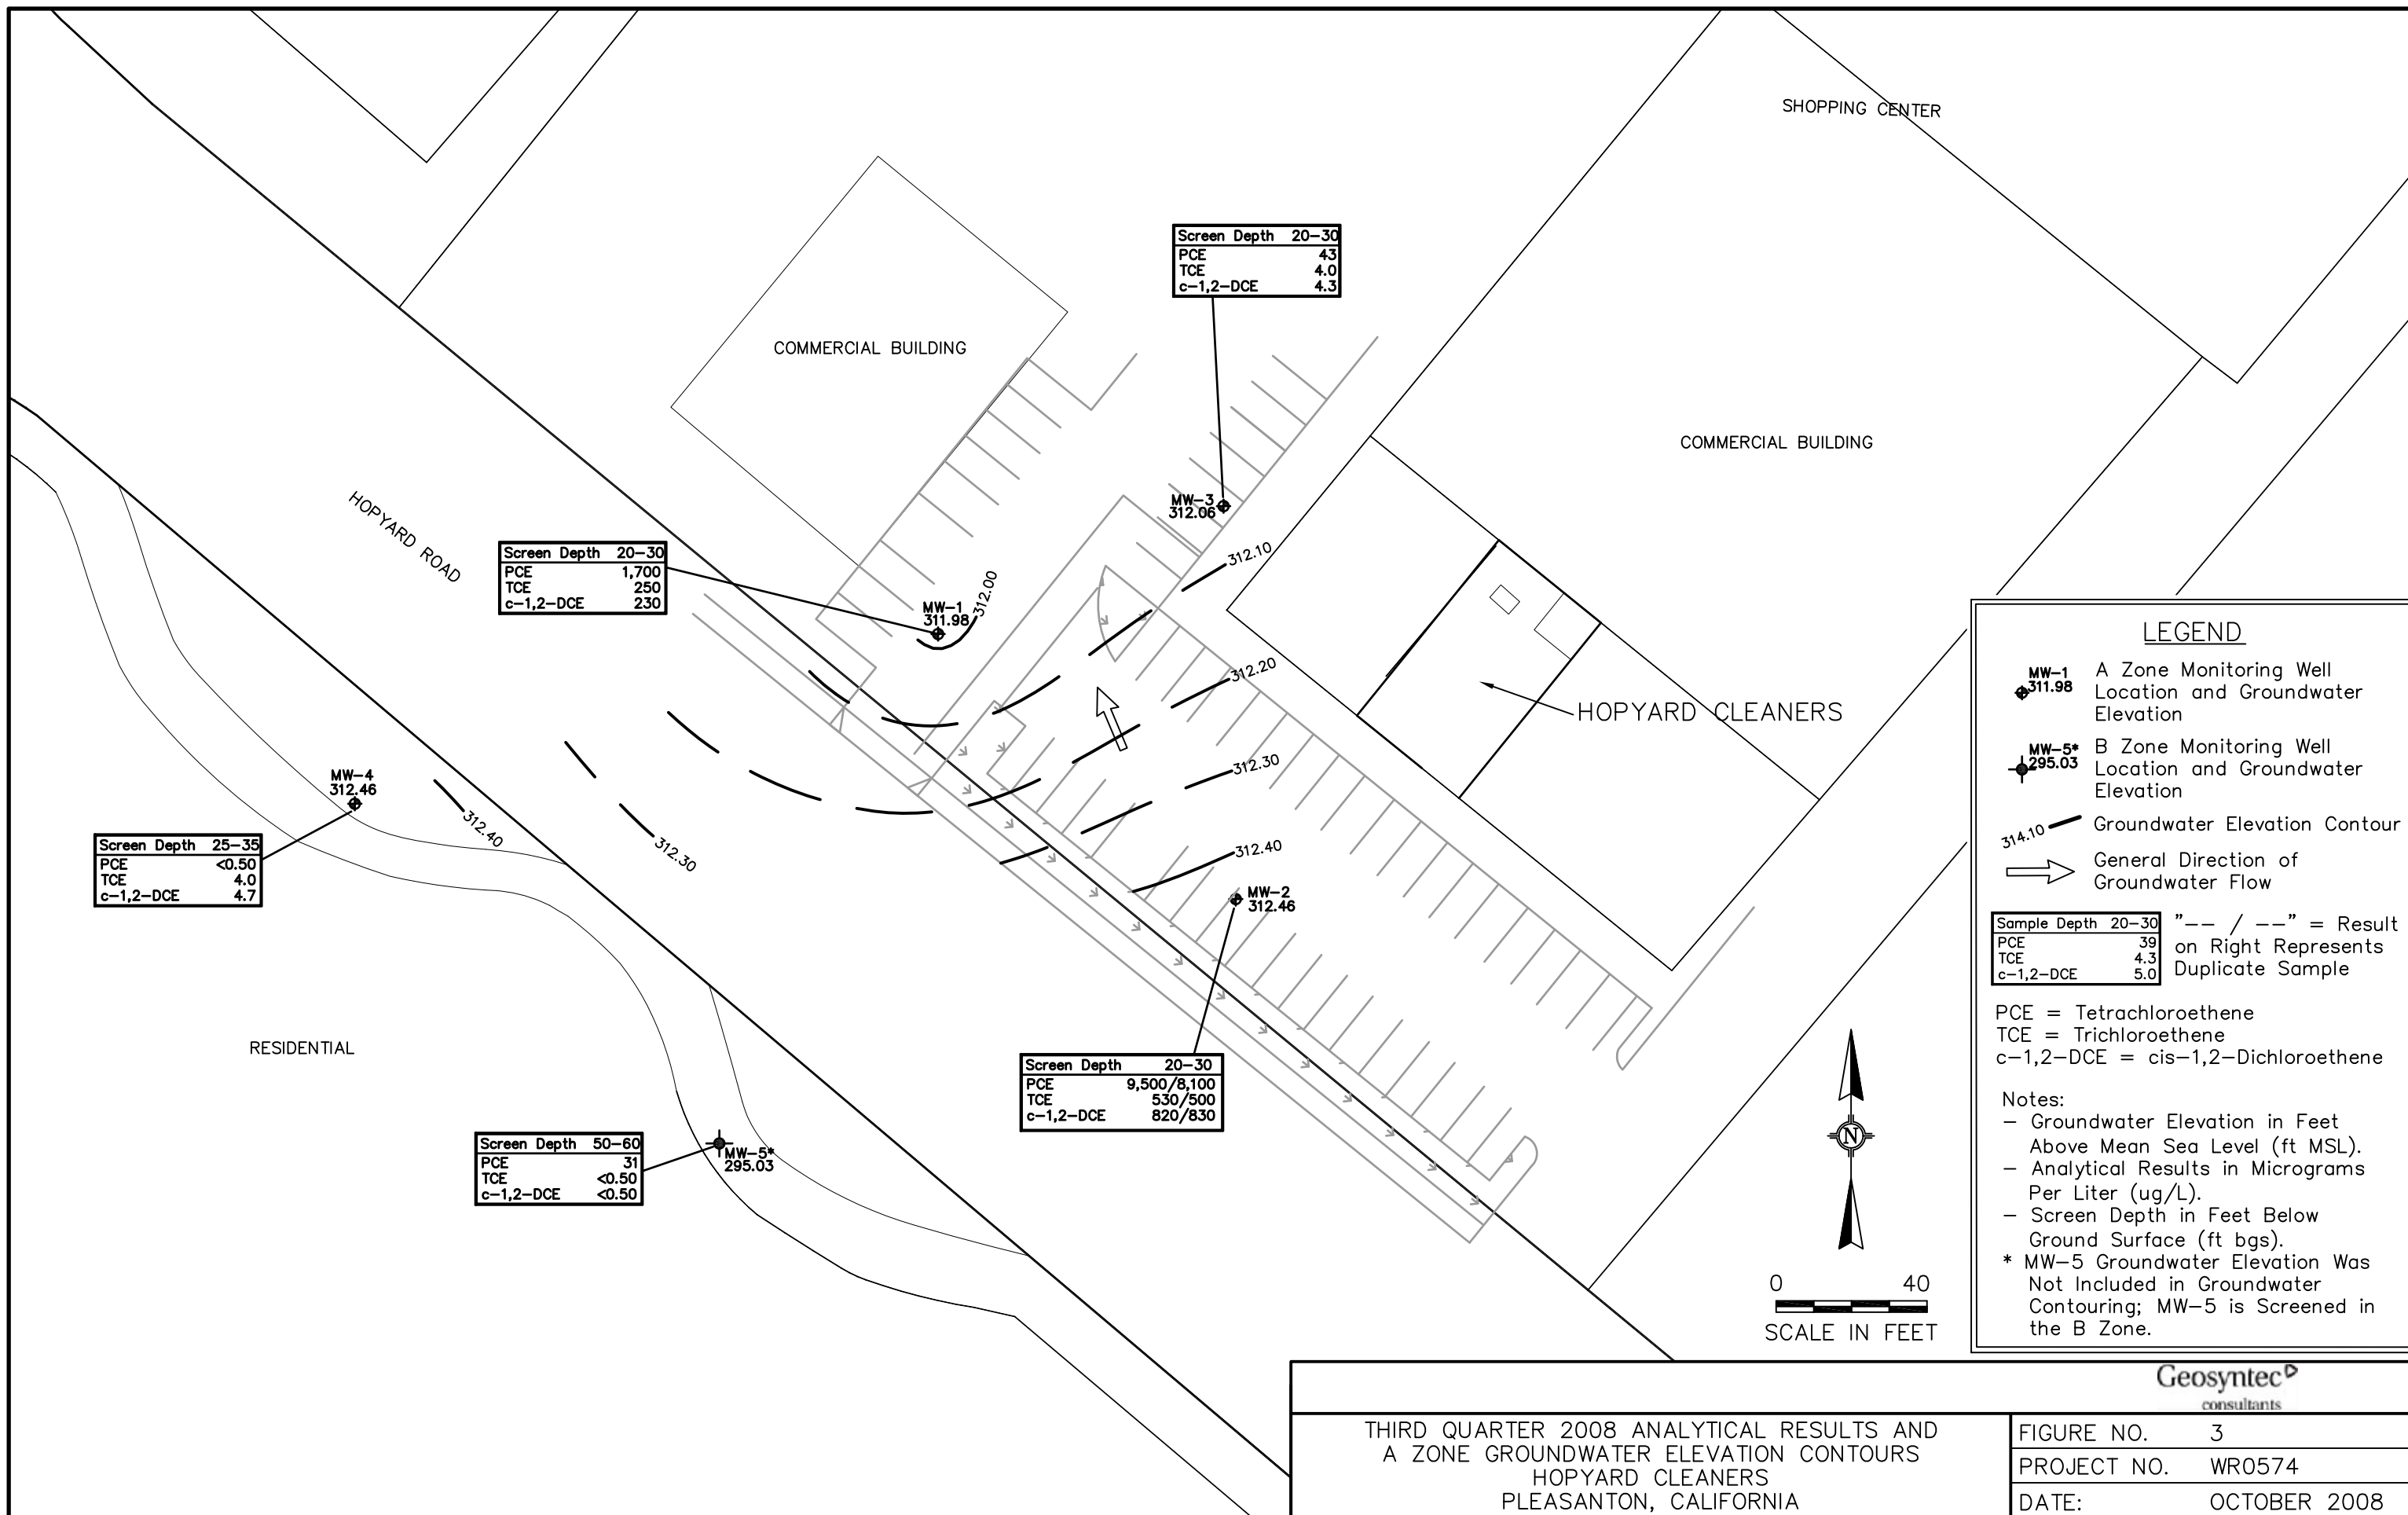 SHOPPING CENTER
Screen Depth 20-30
PCE 43
TCE 4.0
c-1,2-DCE 4.3
COMMERCIAL BUILDING
COMMERCIAL BUILDING
MW-3
312.06
HOPYARD ROAD
Screen Depth 20-30
PCE 1,700
TCE 250
c-1,2-DCE 230
MW-1
311.98
312.00
312.10
312.20
312.30
312.40
HOPYARD CLEANERS
MW-4
312.46
312.40
312.30
Screen Depth 25-35
PCE <0.50
TCE 4.0
c-1,2-DCE 4.7
MW-2
312.46
RESIDENTIAL
Screen Depth 20-30
PCE 9,500/8,100
TCE 530/500
c-1,2-DCE 820/830
Screen Depth 50-60
PCE 31
TCE <0.50
c-1,2-DCE <0.50
MW-5*
295.03
N
0 40
SCALE IN FEET
LEGEND
MW-1
311.98
A Zone Monitoring Well
Location and Groundwater
Elevation
MW-5*
295.03
B Zone Monitoring Well
Location and Groundwater
Elevation
314.10
Groundwater Elevation Contour
General Direction of
Groundwater Flow
Sample Depth 20-30
PCE 39
TCE 4.3
c-1,2-DCE 5.0
"-- / --" = Result
on Right Represents
Duplicate Sample
PCE = Tetrachloroethene
TCE = Trichloroethene
c-1,2-DCE = cis-1,2-Dichloroethene
Notes:
- Groundwater Elevation in Feet
Above Mean Sea Level (ft MSL).
- Analytical Results in Micrograms
Per Liter (ug/L).
- Screen Depth in Feet Below
Ground Surface (ft bgs).
* MW-5 Groundwater Elevation Was
Not Included in Groundwater
Contouring; MW-5 is Screened in
the B Zone.
Geosyntec
consultants
THIRD QUARTER 2008 ANALYTICAL RESULTS AND
A ZONE GROUNDWATER ELEVATION CONTOURS
HOPYARD CLEANERS
PLEASANTON, CALIFORNIA
FIGURE NO. 3
PROJECT NO. WR0574
DATE: OCTOBER 2008